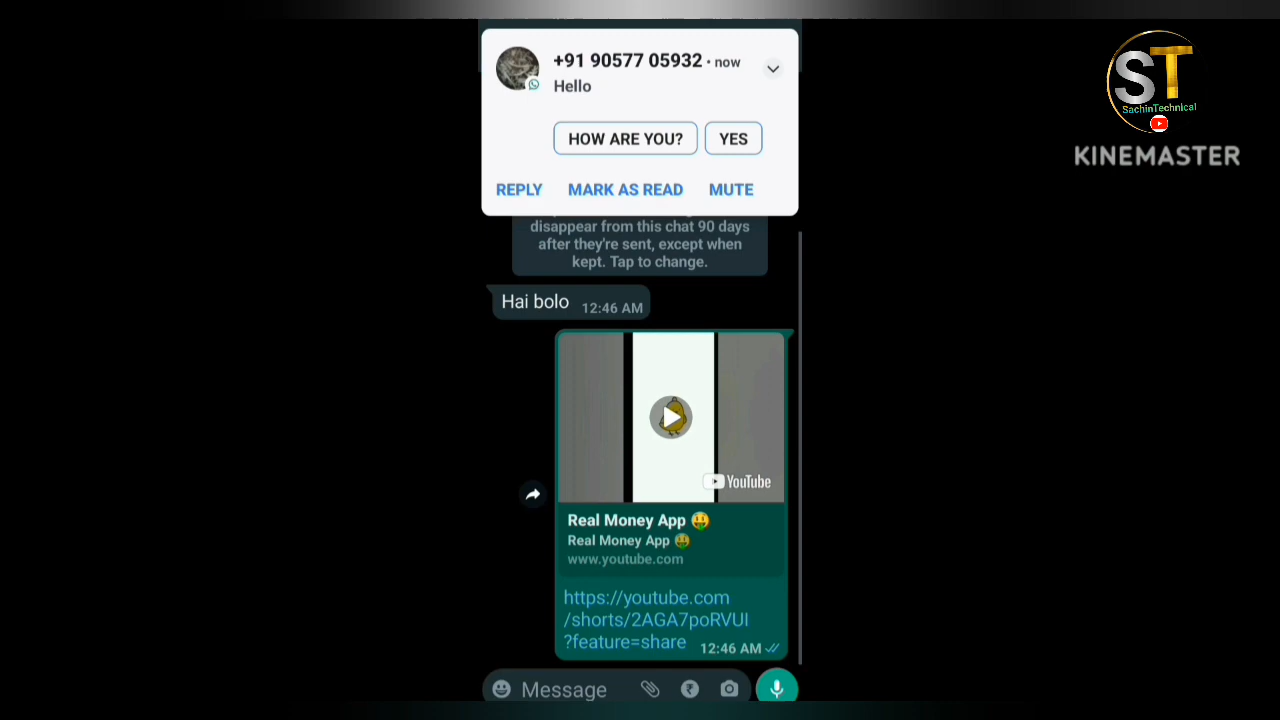 +91 90577 05932 • now
Hello
HOW ARE YOU?
YES
REPLY
MARK AS READ
MUTE
disappear from this chat 90 days
after they're sent, except when
kept. Tap to change.
Hai bolo 12:46 AM
YouTube
Real Money App 🤑
Real Money App 🤑
www.youtube.com
https://youtube.com
/shorts/2AGA7poRVUI
?feature=share 12:46 AM
Message
ST
SachinTechnical
KINEMASTER